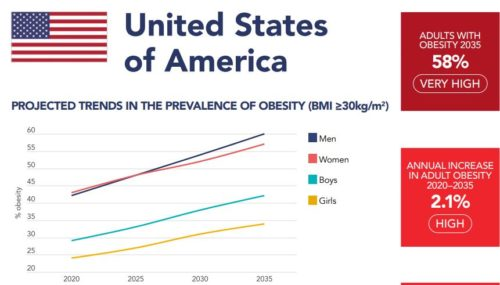 United States
of America
PROJECTED TRENDS IN THE PREVALENCE OF OBESITY (BMI ≥30kg/m²)
60
55
50
45
40
35
30
25
20
% obesity
2020
2025
2030
2035
Men
Women
Boys
Girls
ADULTS WITH
OBESITY 2035
58%
VERY HIGH
ANNUAL INCREASE
IN ADULT OBESITY
2020–2035
2.1%
HIGH